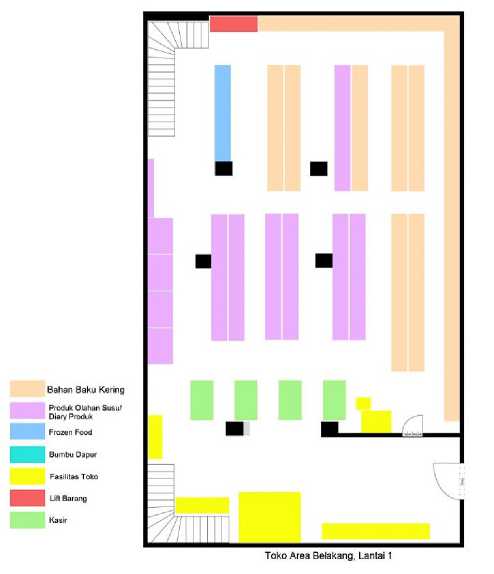 Bahan Baku Kering
Produk Olahan Susu/
Diary Produk
Frozen Food
Bumbu Dapur
Fasilitas Toko
Lift Barang
Kasir
Toko Area Belakang, Lantai 1